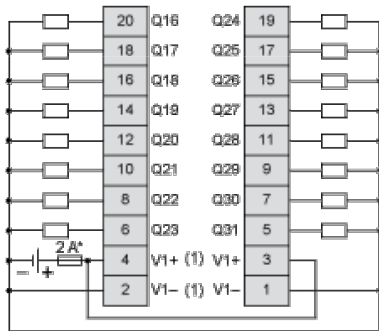 20 Q16 Q24 19
18 Q17 Q25 17
16 Q18 Q26 15
14 Q19 Q27 13
12 Q20 Q28 11
10 Q21 Q29 9
8 Q22 Q30 7
6 Q23 Q31 5
2 A*
− + 4 V1+ (1) V1+ 3
2 V1− (1) V1− 1